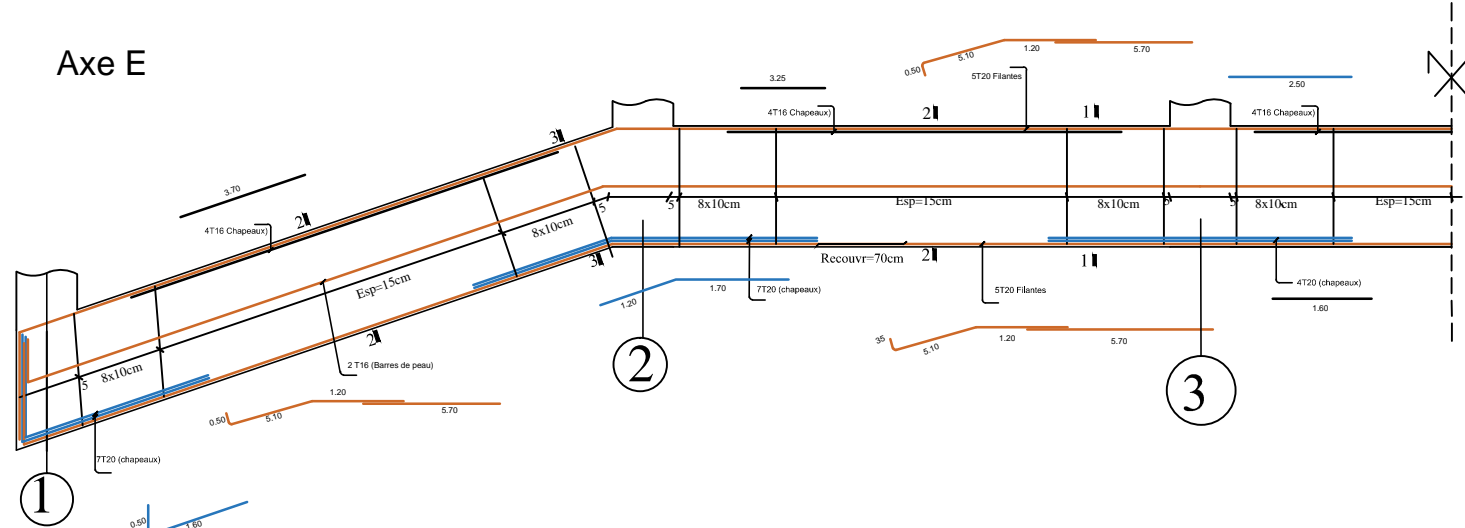 Axe E
0.50
5.10
1.20
5.70
3.25
5T20 Filantes
2.50
4T16 Chapeaux)
2
1
4T16 Chapeaux)
3
3.70
2
4T16 Chapeaux)
5
5
8x10cm
Esp=15cm
8x10cm
5
5
8x10cm
Esp=15cm
8x10cm
Recouvr=70cm
2
1
3
Esp=15cm
7T20 (chapeaux)
5T20 Filantes
4T20 (chapeaux)
1.20
1.70
1.60
2
35
5.10
1.20
5.70
2
3
2 T16 (Barres de peau)
5
8x10cm
0.50
5.10
1.20
5.70
7T20 (chapeaux)
1
0.50
1.60